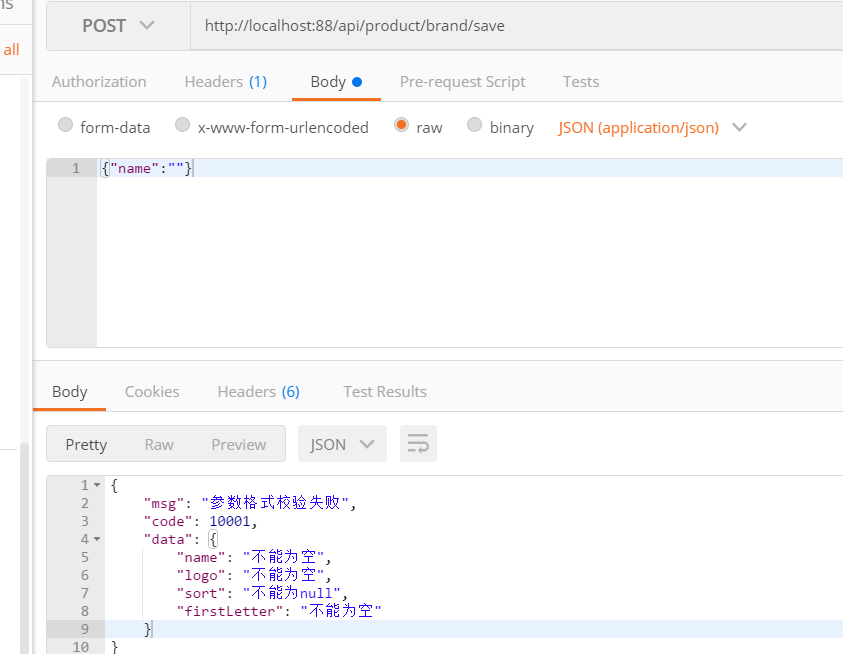 ns
POST
http://localhost:88/api/product/brand/save
all
Authorization Headers (1) Body Pre-request Script Tests
form-data x-www-form-urlencoded raw binary JSON (application/json)
1 {"name":""}
Body Cookies Headers (6) Test Results
Pretty Raw Preview JSON
1 {
2 "msg": "参数格式校验失败",
3 "code": 10001,
4 "data": {
5 "name": "不能为空",
6 "logo": "不能为空",
7 "sort": "不能为null",
8 "firstLetter": "不能为空"
9 }
10 }